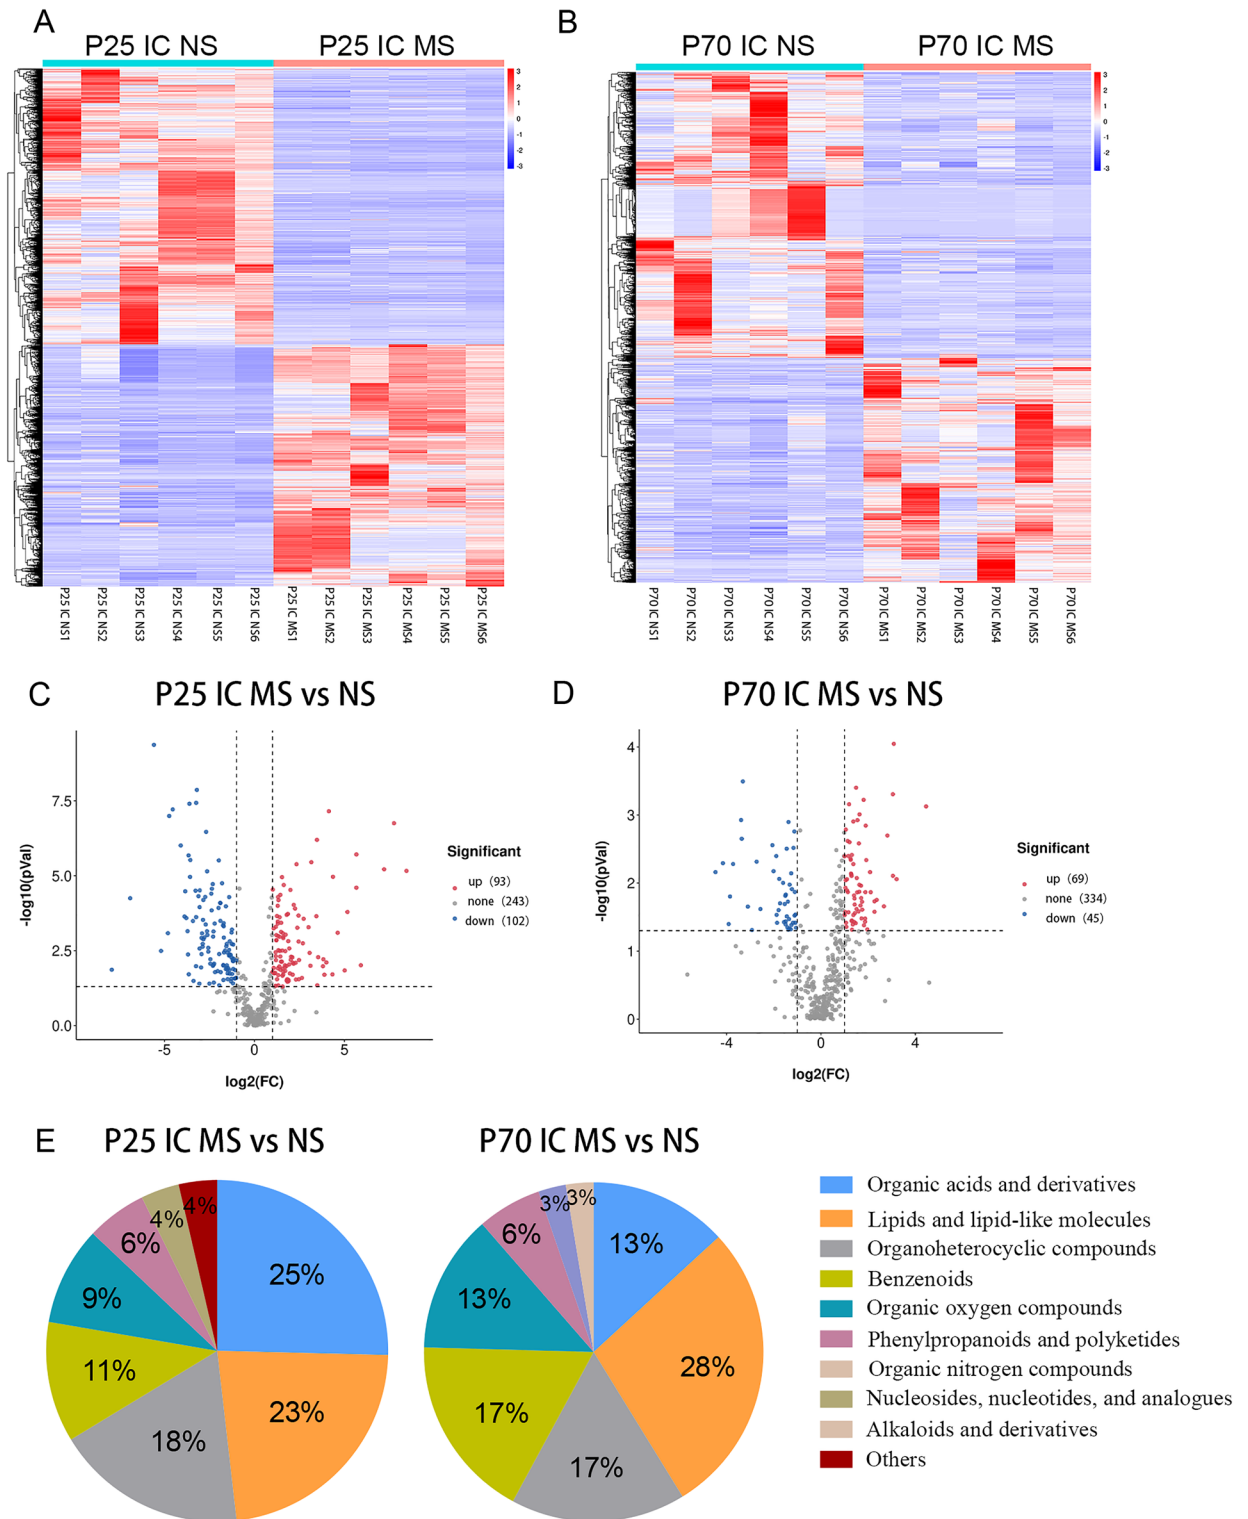 A
P25 IC NS
P25 IC MS
3
2
1
0
-1
-2
-3
P25 IC NS1
P25 IC NS2
P25 IC NS3
P25 IC NS4
P25 IC NS5
P25 IC NS6
P25 IC MS1
P25 IC MS2
P25 IC MS3
P25 IC MS4
P25 IC MS5
P25 IC MS6
B
P70 IC NS
P70 IC MS
3
2
1
0
-1
-2
-3
P70 IC NS1
P70 IC NS2
P70 IC NS3
P70 IC NS4
P70 IC NS5
P70 IC NS6
P70 IC MS1
P70 IC MS2
P70 IC MS3
P70 IC MS4
P70 IC MS5
P70 IC MS6
C
P25 IC MS vs NS
-log10(pVal)
7.5
5.0
2.5
0.0
-5
0
5
log2(FC)
Significant
up (93)
none (243)
down (102)
D
P70 IC MS vs NS
-log10(pVal)
4
3
2
1
0
-4
0
4
log2(FC)
Significant
up (69)
none (334)
down (45)
E
P25 IC MS vs NS
25%
23%
18%
11%
9%
6%
4%
4%
P70 IC MS vs NS
13%
28%
17%
17%
13%
6%
3%
3%
Organic acids and derivatives
Lipids and lipid-like molecules
Organoheterocyclic compounds
Benzenoids
Organic oxygen compounds
Phenylpropanoids and polyketides
Organic nitrogen compounds
Nucleosides, nucleotides, and analogues
Alkaloids and derivatives
Others